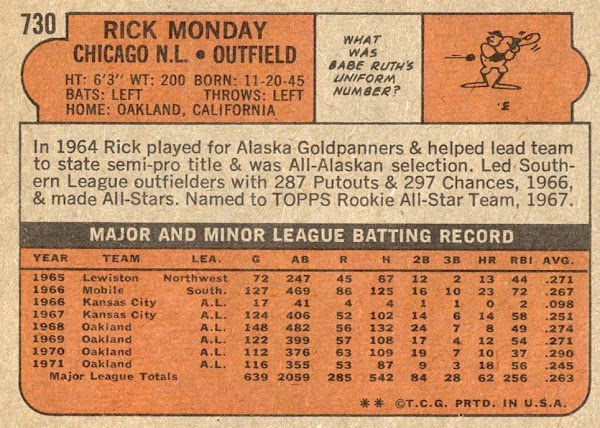 730
RICK MONDAY
CHICAGO N.L. • OUTFIELD
HT: 6'3" WT: 200 BORN: 11-20-45
BATS: LEFT THROWS: LEFT
HOME: OAKLAND, CALIFORNIA
WHAT
WAS
BABE RUTH'S
UNIFORM
NUMBER?
3.
In 1964 Rick played for Alaska Goldpanners & helped lead team
to state semi-pro title & was All-Alaskan selection. Led South-
ern League outfielders with 287 Putouts & 297 Chances, 1966,
& made All-Stars. Named to TOPPS Rookie All-Star Team, 1967.
MAJOR AND MINOR LEAGUE BATTING RECORD
YEAR TEAM LEA. G AB R H 2B 3B HR RBI AVG.
1965 Lewiston Northwest 72 247 45 67 12 2 13 44 .271
1966 Mobile South. 127 469 86 125 16 10 23 72 .267
1966 Kansas City A.L. 17 41 4 4 1 1 0 2 .098
1967 Kansas City A.L. 124 406 52 102 14 6 14 58 .251
1968 Oakland A.L. 148 482 56 132 24 7 8 49 .274
1969 Oakland A.L. 122 399 57 108 17 4 12 54 .271
1970 Oakland A.L. 112 376 63 109 19 7 10 37 .290
1971 Oakland A.L. 116 355 53 87 9 3 18 56 .245
Major League Totals 639 2059 285 542 84 28 62 256 .263
** ©T.C.G. PRTD. IN U.S.A.